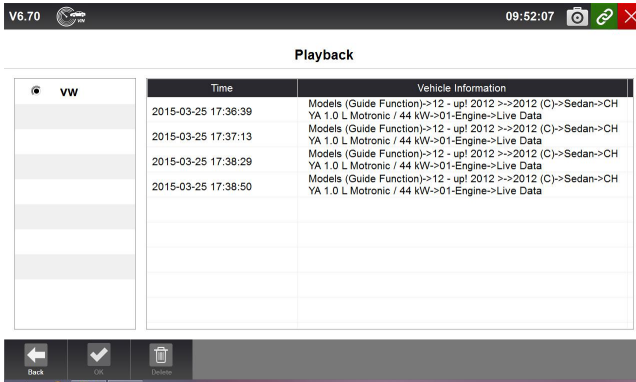 V6.70
VIN
09:52:07
Playback
VW
Time
Vehicle Information
2015-03-25 17:36:39
Models (Guide Function)->12 - up! 2012 >->2012 (C)->Sedan->CH
YA 1.0 L Motronic / 44 kW->01-Engine->Live Data
2015-03-25 17:37:13
Models (Guide Function)->12 - up! 2012 >->2012 (C)->Sedan->CH
YA 1.0 L Motronic / 44 kW->01-Engine->Live Data
2015-03-25 17:38:29
Models (Guide Function)->12 - up! 2012 >->2012 (C)->Sedan->CH
YA 1.0 L Motronic / 44 kW->01-Engine->Live Data
2015-03-25 17:38:50
Models (Guide Function)->12 - up! 2012 >->2012 (C)->Sedan->CH
YA 1.0 L Motronic / 44 kW->01-Engine->Live Data
Back
OK
Delete